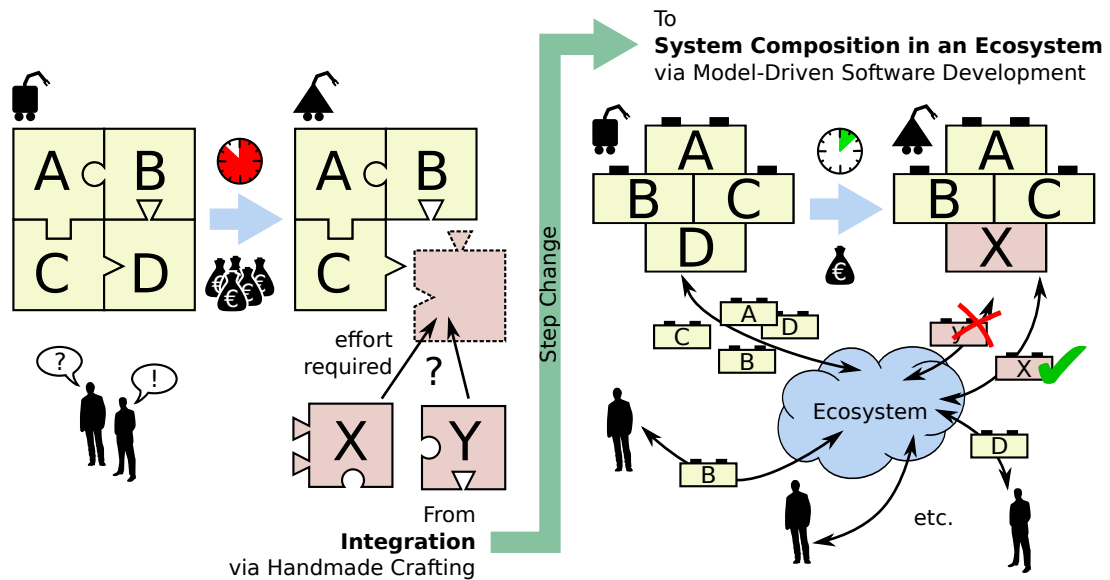 To
System Composition in an Ecosystem
via Model-Driven Software Development
A
B
C
D
€ € € €
A
B
C
effort
required
?
X
Y
?
!
From
Integration
via Handmade Crafting
Step Change
A
B
C
D
€
A
B
C
X
A
D
C
B
y
X
Ecosystem
D
B
etc.